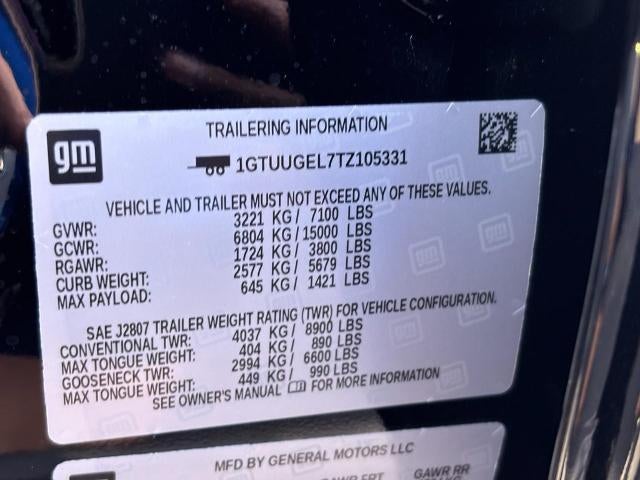 gm
TRAILERING INFORMATION
1GTUUGEL7TZ105331
VEHICLE AND TRAILER MUST NOT EXCEED ANY OF THESE VALUES.
GVWR: 3221 KG / 7100 LBS
GCWR: 6804 KG / 15000 LBS
RGAWR: 1724 KG / 3800 LBS
CURB WEIGHT: 2577 KG / 5679 LBS
MAX PAYLOAD: 645 KG / 1421 LBS
SAE J2807 TRAILER WEIGHT RATING (TWR) FOR VEHICLE CONFIGURATION.
CONVENTIONAL TWR: 4037 KG / 8900 LBS
MAX TONGUE WEIGHT: 404 KG / 890 LBS
GOOSENECK TWR: 2994 KG / 6600 LBS
MAX TONGUE WEIGHT: 449 KG / 990 LBS
SEE OWNER'S MANUAL FOR MORE INFORMATION
MFD BY GENERAL MOTORS LLC
GAWR RR